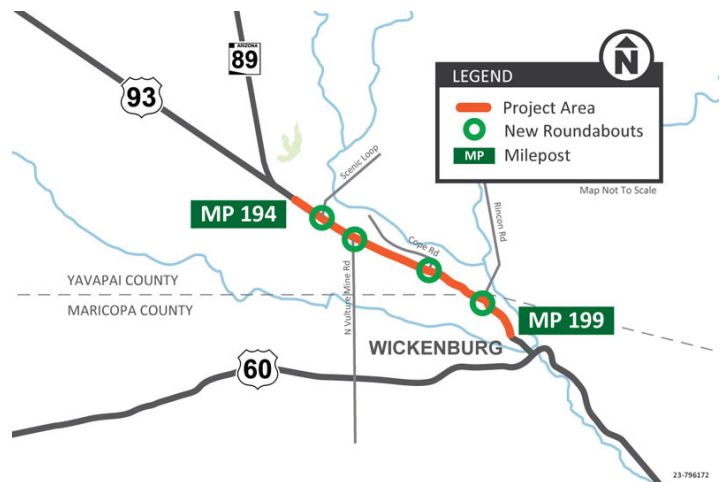 ARIZONA
89
93
N
LEGEND
Project Area
New Roundabouts
MP Milepost
Map Not To Scale
Scenic Loop
MP 194
Cope Rd
Rincon Rd
N Vulture Mine Rd
YAVAPAI COUNTY
MARICOPA COUNTY
MP 199
WICKENBURG
60
23-796172